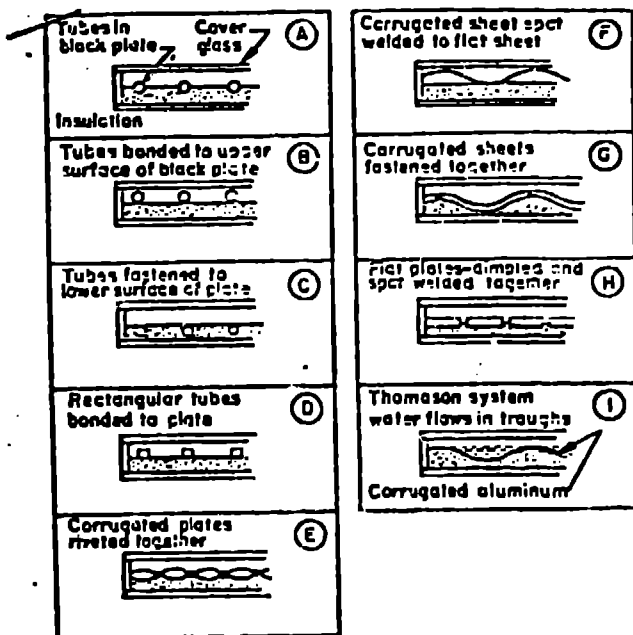 Tubes in
black plate
Cover
glass
A
Insulation
Tubes bonded to upper
surface of black plate
B
Tubes fastened to
lower surface of plate
C
Rectangular tubes
bonded to plate
D
Corrugated plates
riveted together
E
Corrugated sheet spot
welded to flat sheet
F
Corrugated sheets
fastened together
G
Flat plates-dimpled and
spot welded together
H
Thomason system
water flows in troughs
I
Corrugated aluminum